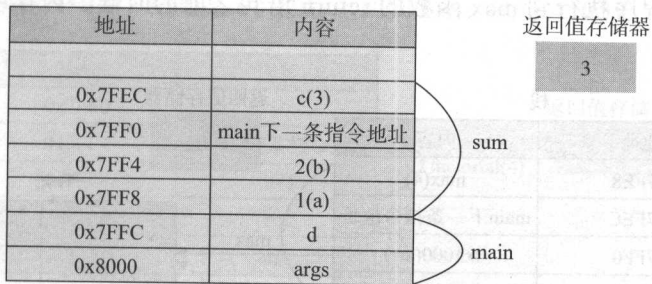 地址 内容 返回值存储器
3
0x7FEC c(3)
0x7FF0 main下一条指令地址
sum
0x7FF4 2(b)
0x7FF8 1(a)
0x7FFC d
main
0x8000 args